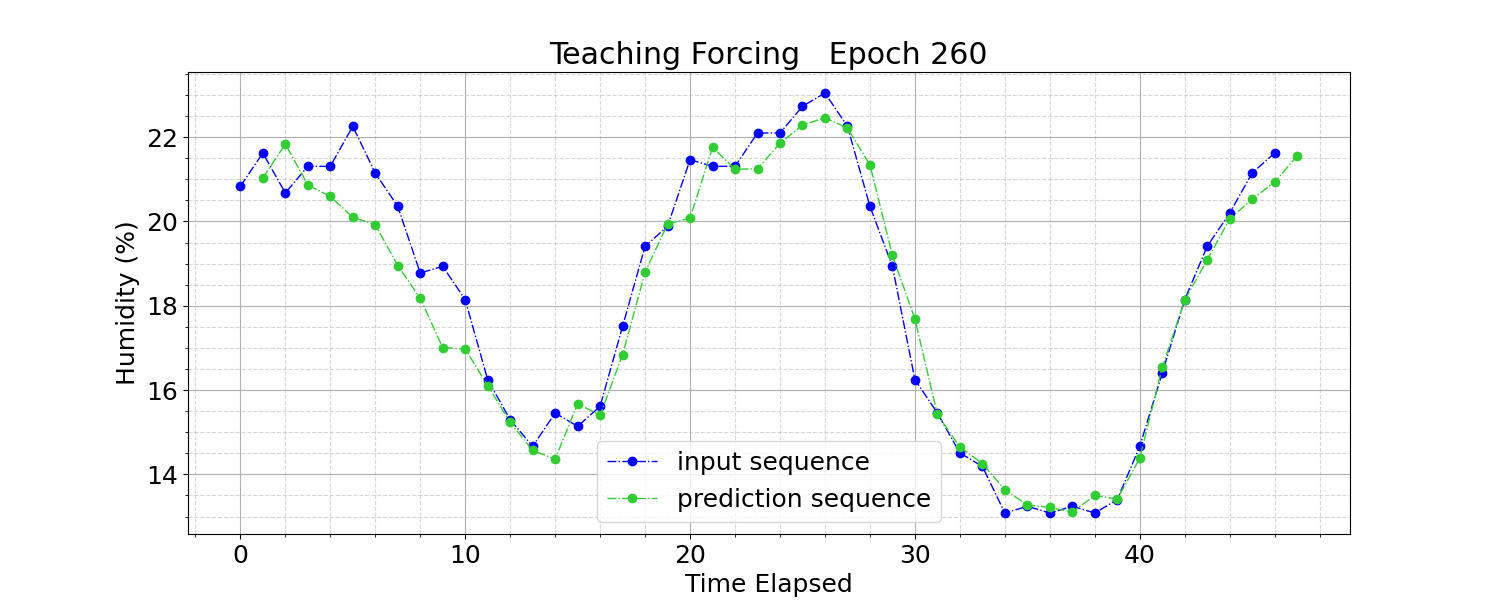 Teaching Forcing   Epoch 260
Humidity (%)
22
20
18
16
14
input sequence
prediction sequence
0 10 20 30 40
Time Elapsed